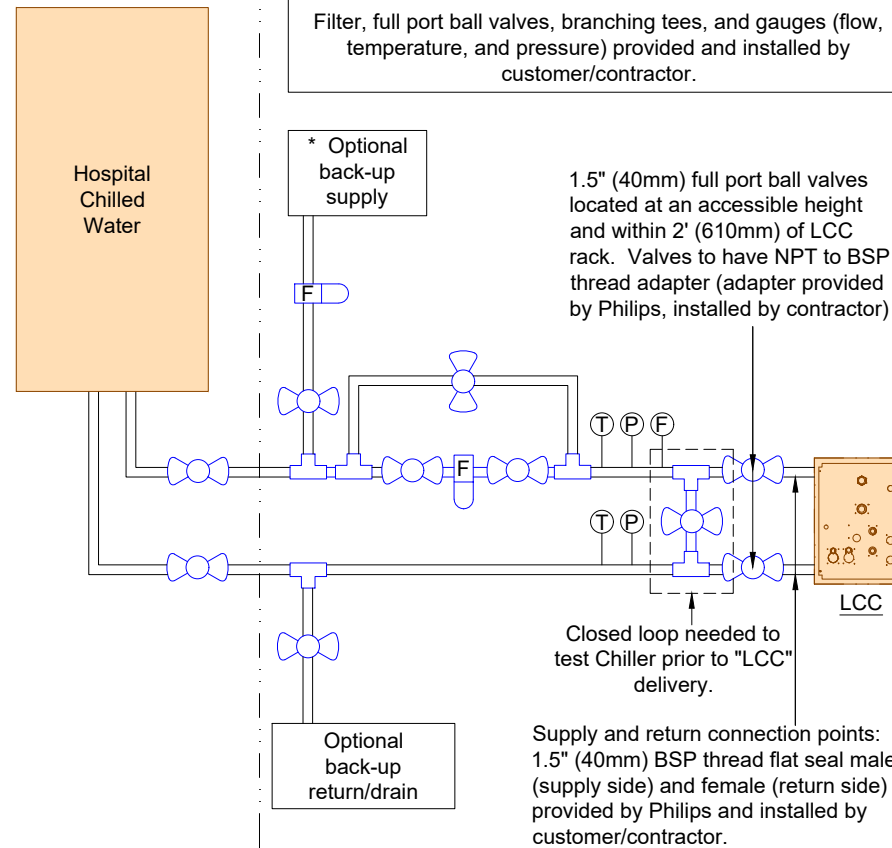 Filter, full port ball valves, branching tees, and gauges (flow,
temperature, and pressure) provided and installed by
customer/contractor.
* Optional
back-up
supply
Hospital
Chilled
Water
1.5" (40mm) full port ball valves
located at an accessible height
and within 2' (610mm) of LCC
rack. Valves to have NPT to BSP
thread adapter (adapter provided
by Philips, installed by contractor)
F
T P F
F
T P
LCC
Closed loop needed to
test Chiller prior to "LCC"
delivery.
Optional
back-up
return/drain
Supply and return connection points:
1.5" (40mm) BSP thread flat seal male
(supply side) and female (return side)
provided by Philips and installed by
customer/contractor.